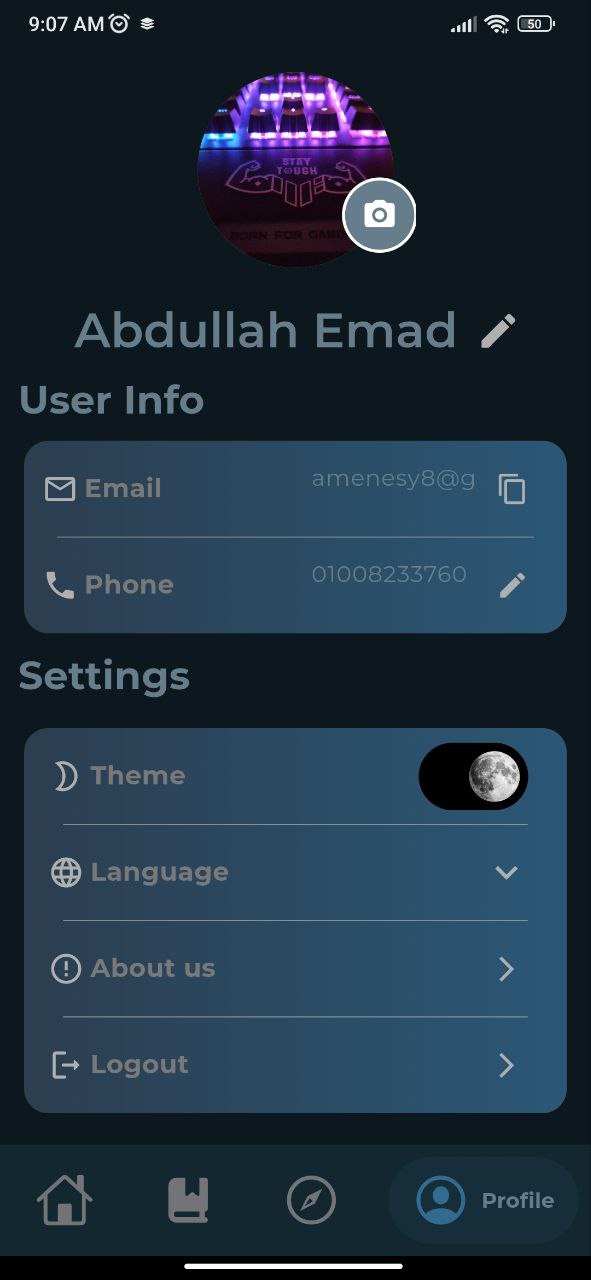 9:07 AM
50
STAY
TOUGH
BORN FOR GAMI
Abdullah Emad
User Info
Email
amenesy8@g
Phone
01008233760
Settings
Theme
Language
About us
Logout
Profile